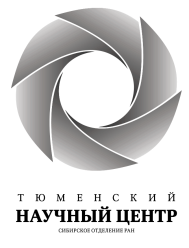 ТЮМЕНСКИЙ
НАУЧНЫЙ ЦЕНТР
СИБИРСКОЕ ОТДЕЛЕНИЕ РАН